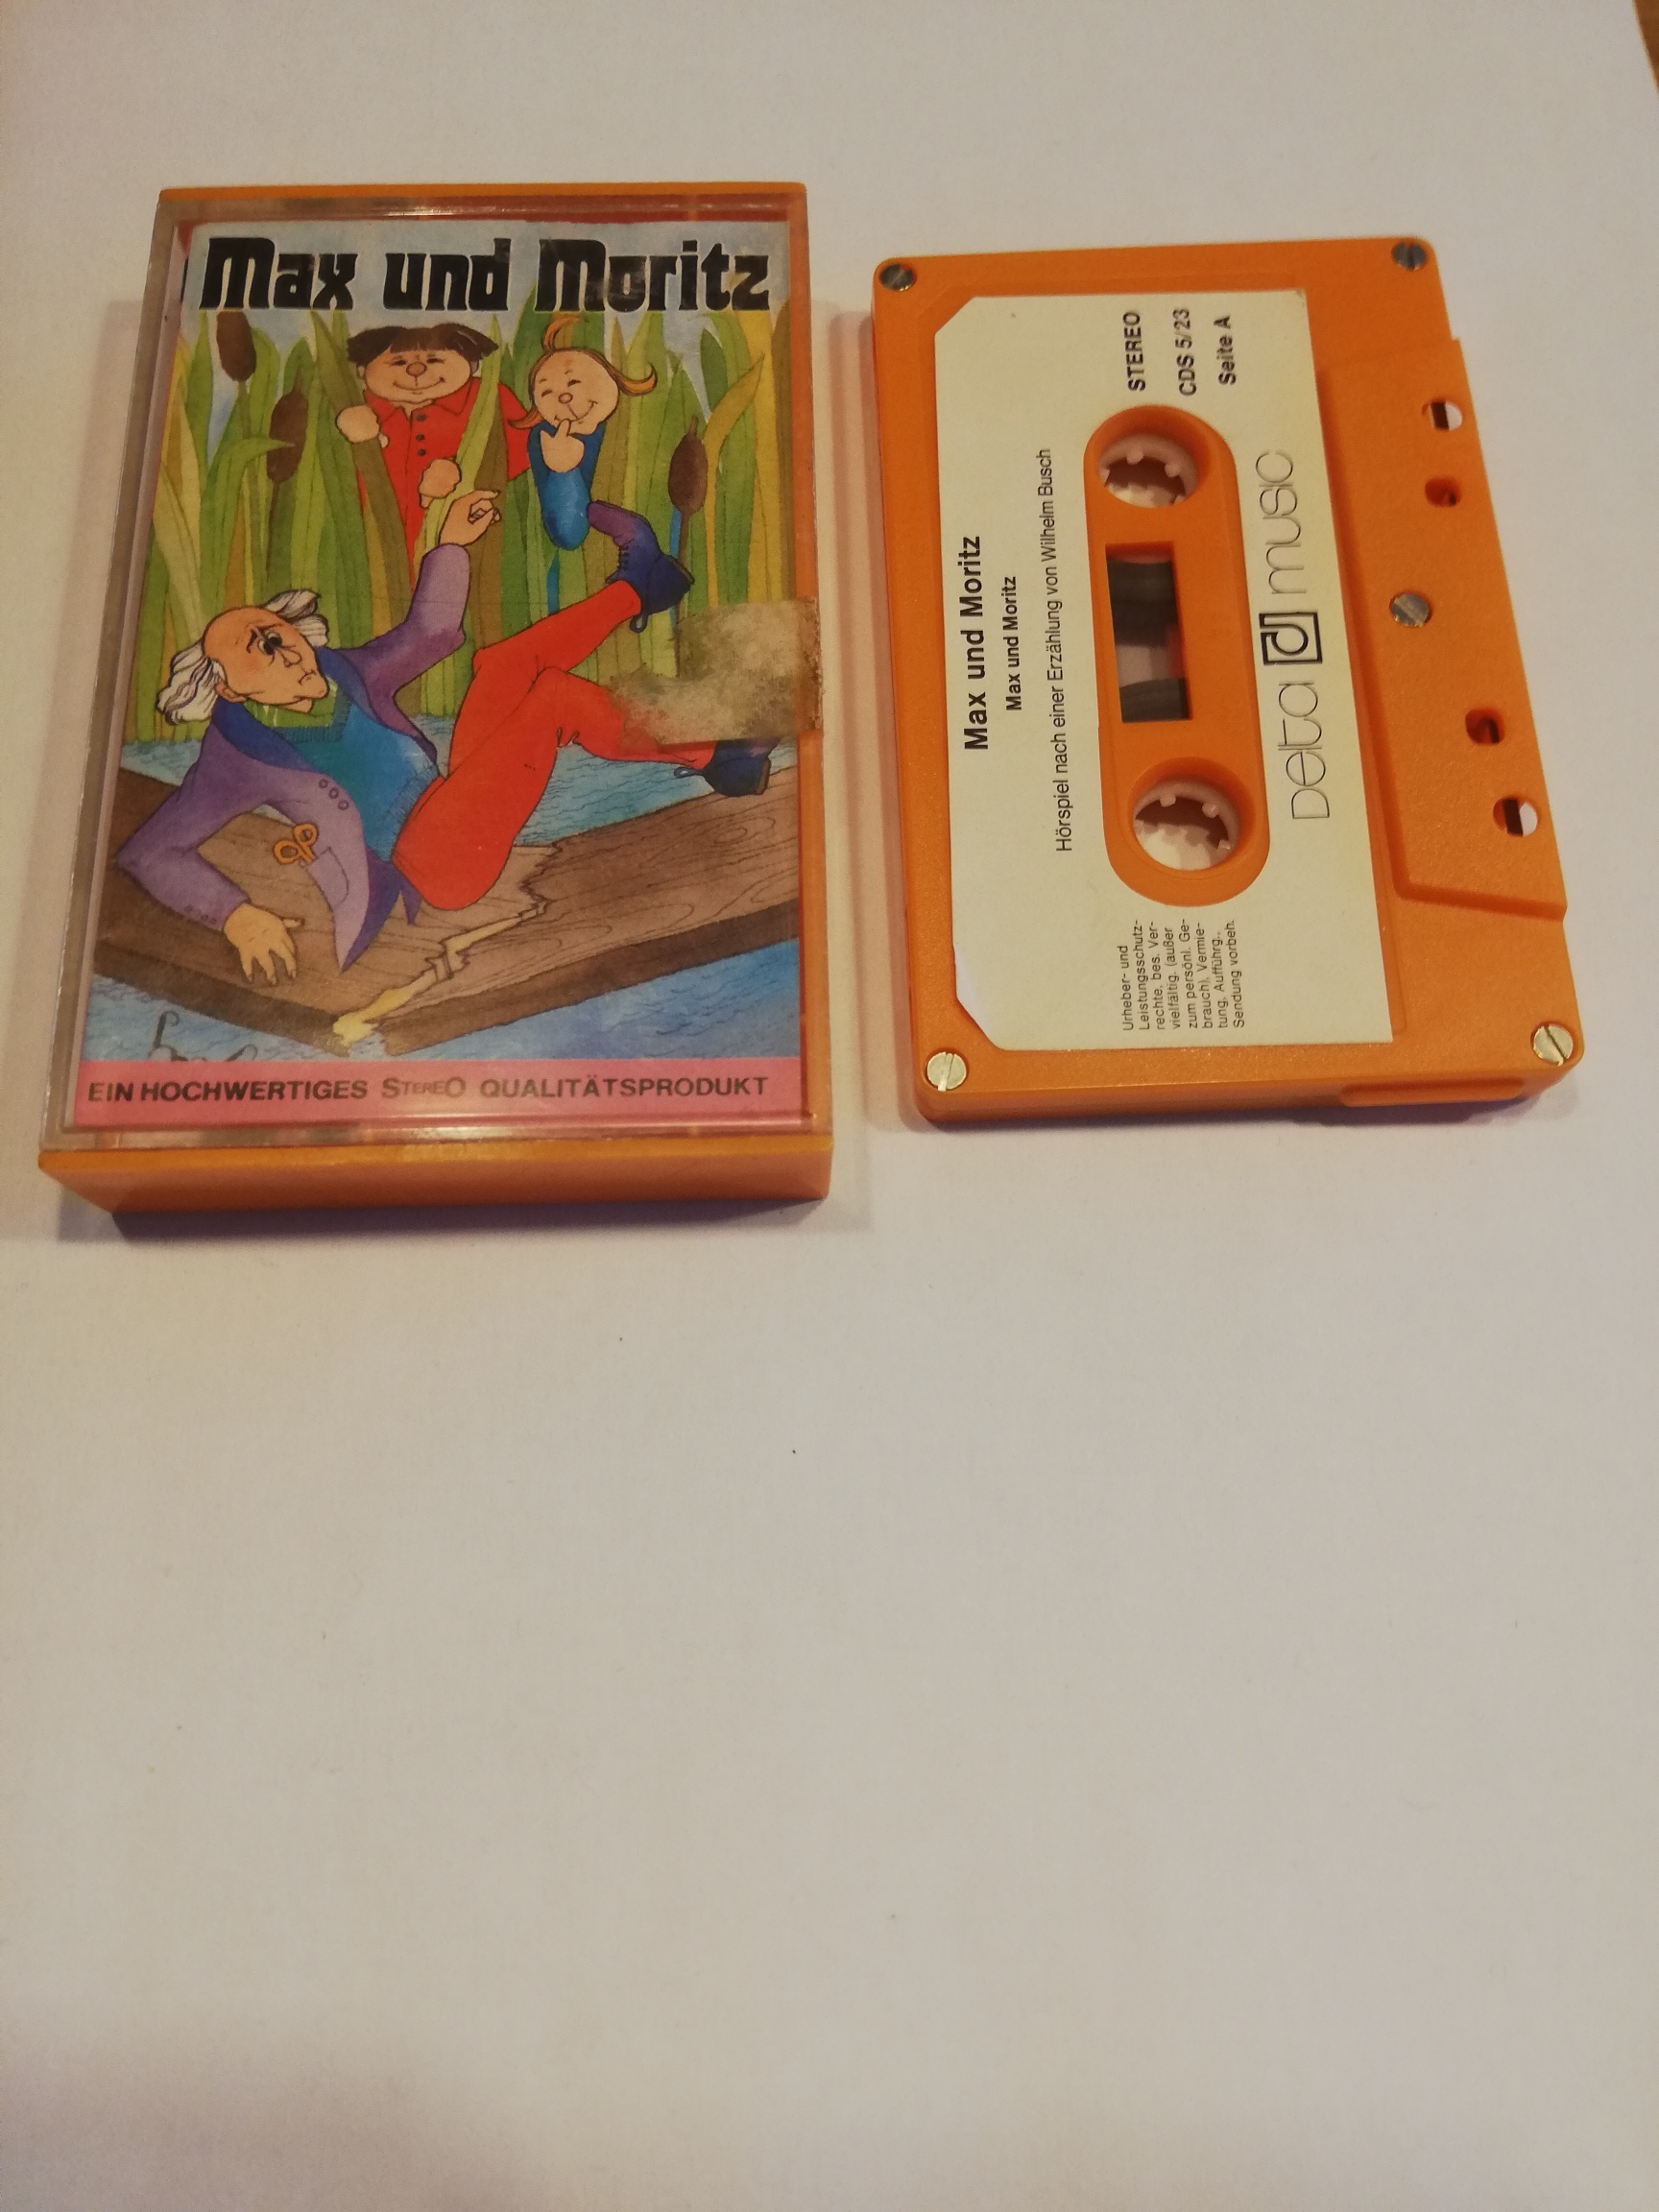 Max und Moritz
EIN HOCHWERTIGES STEREO QUALITÄTSPRODUKT
Max und Moritz
Max und Moritz
Hörspiel nach einer Erzählung von Wilhelm Busch
STEREO
CDS 5/23
Seite A
Urheber- und
Leistungsschutz-
rechte, bes. Ver-
vielfältig. (außer
zum persönl. Ge-
brauch), Vermie-
tung, Aufführg.,
Sendung vorbeh.
Delta d music